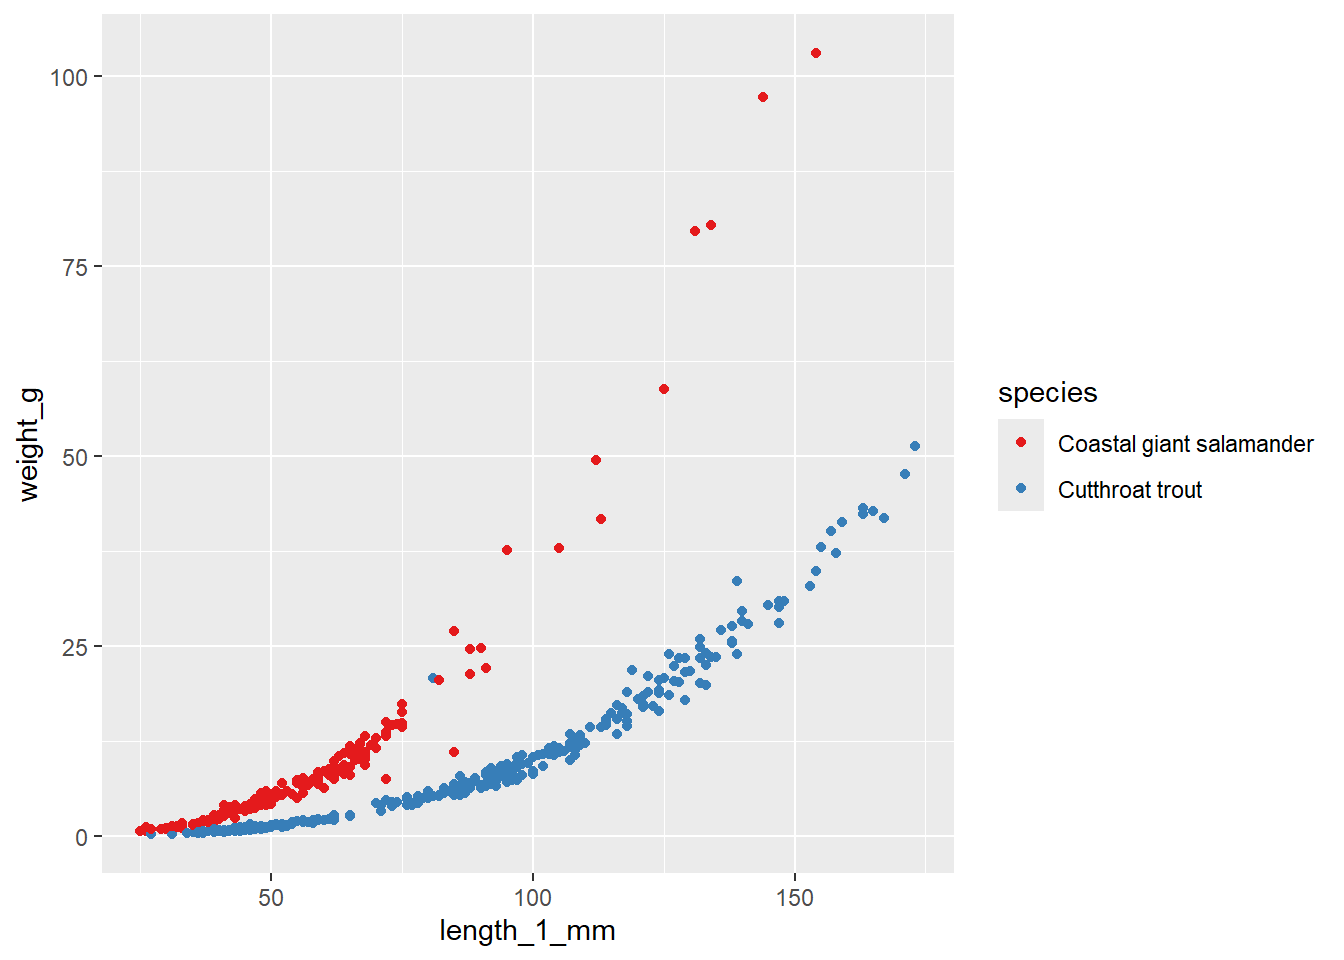 100
75
50
25
0
weight_g
50
100
150
length_1_mm
species
Coastal giant salamander
Cutthroat trout